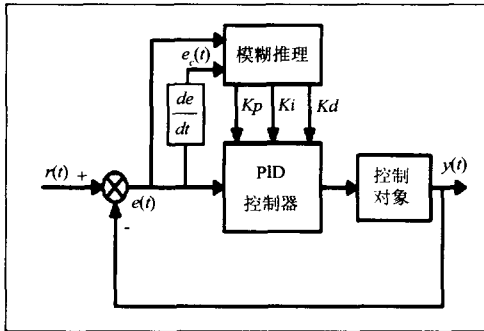 e_c(t)
模糊推理
de
dt
Kp
Ki
Kd
r(t)
+
e(t)
-
PID
控制器
控制
对象
y(t)